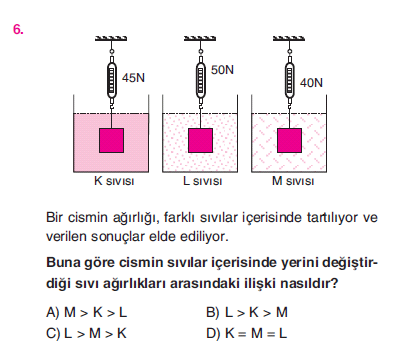 6.
45N
50N
40N
K sıvısı
L sıvısı
M sıvısı
Bir cismin ağırlığı, farklı sıvılar içerisinde tartılıyor ve
verilen sonuçlar elde ediliyor.
Buna göre cismin sıvılar içerisinde yerini değiştir-
diği sıvı ağırlıkları arasındaki ilişki nasıldır?
A) M > K > L
B) L > K > M
C) L > M > K
D) K = M = L